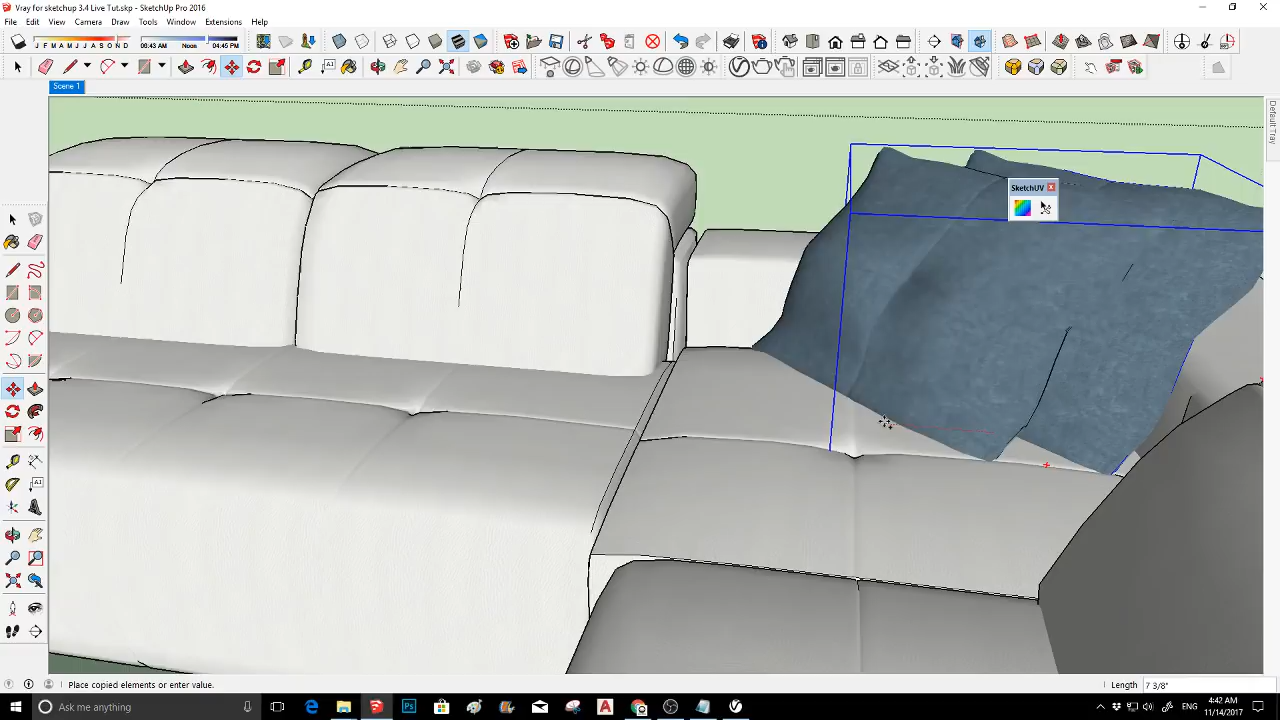 Vray for sketchup 3.4 Live Tut.skp - SketchUp Pro 2016
File Edit View Camera Draw Tools Window Extensions Help
J F M A M J J A S O N D
06:43 AM Noon 04:45 PM
Scene 1
Default Tray
SketchUV
Place copied elements or enter value.
Length 7 3/8"
Ask me anything
4:42 AM
11/14/2017